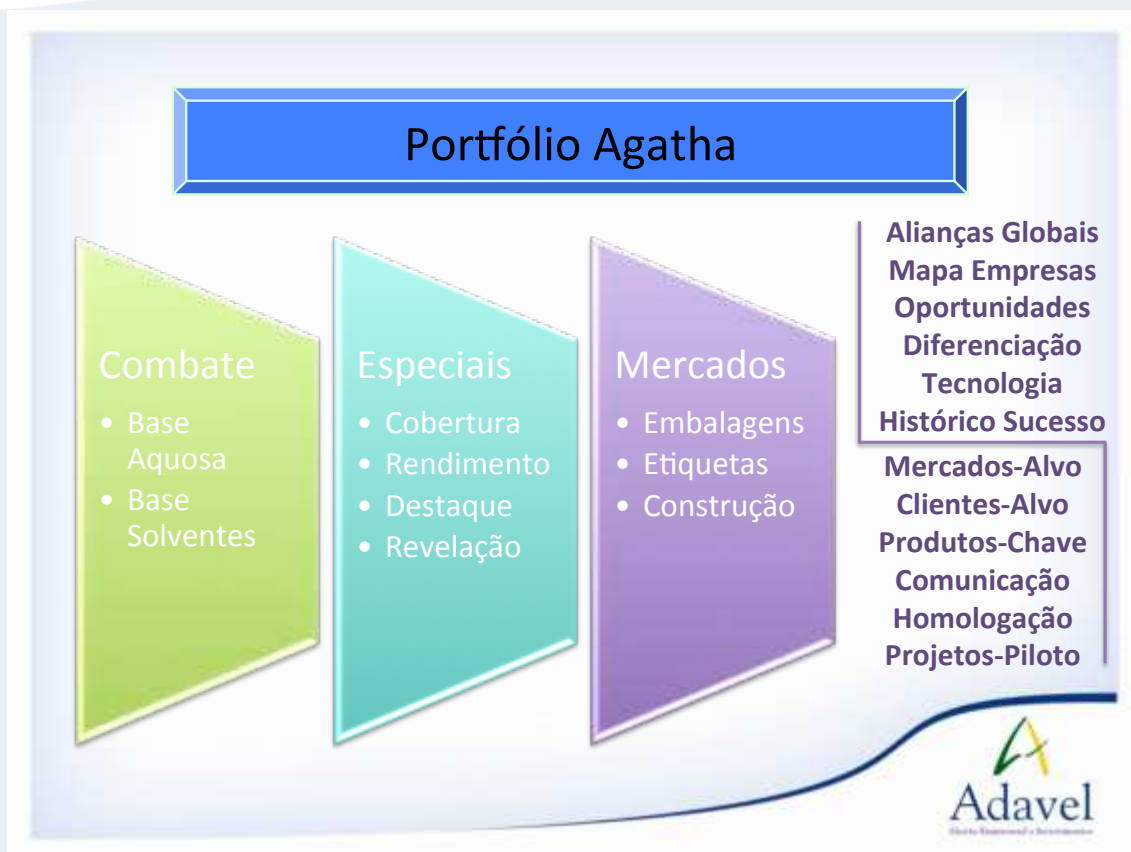 Portfólio Agatha
Combate
• Base
Aquosa
• Base
Solventes
Especiais
• Cobertura
• Rendimento
• Destaque
• Revelação
Mercados
• Embalagens
• Etiquetas
• Construção
Alianças Globais
Mapa Empresas
Oportunidades
Diferenciação
Tecnologia
Histórico Sucesso
Mercados-Alvo
Clientes-Alvo
Produtos-Chave
Comunicação
Homologação
Projetos-Piloto
Adavel